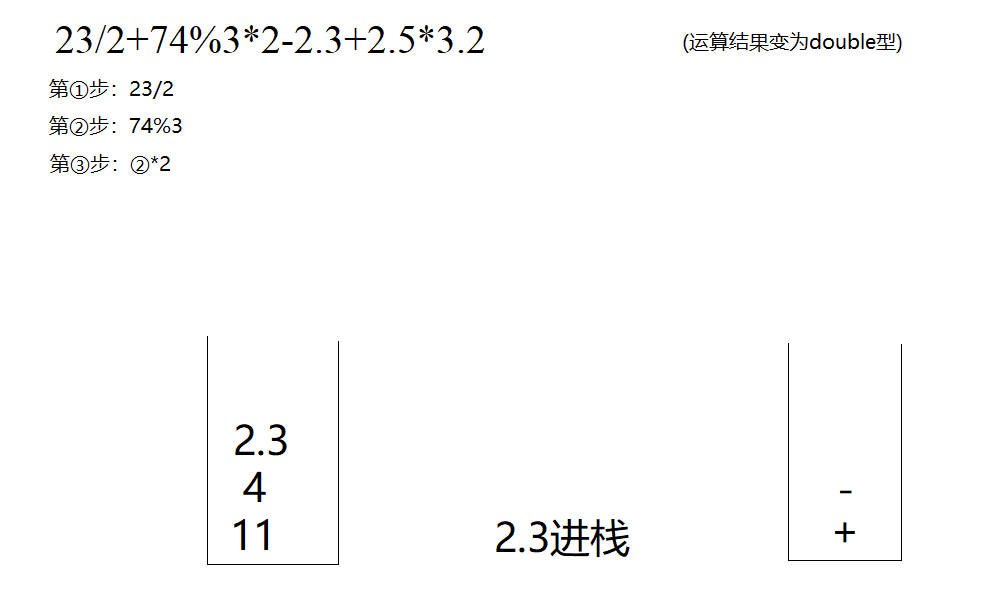 23/2+74%3*2-2.3+2.5*3.2
(运算结果变为double型)
第①步：23/2
第②步：74%3
第③步：②*2
2.3
4
11
2.3进栈
-
+